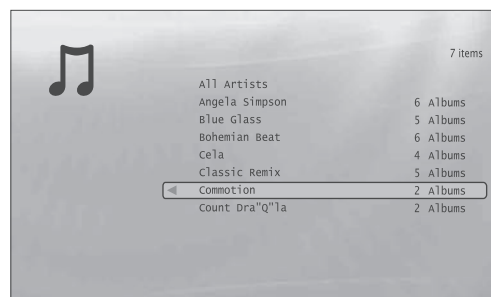 7 items
All Artists
Angela Simpson 6 Albums
Blue Glass 5 Albums
Bohemian Beat 6 Albums
Cela 4 Albums
Classic Remix 5 Albums
Commotion 2 Albums
Count Dra"Q"la 2 Albums